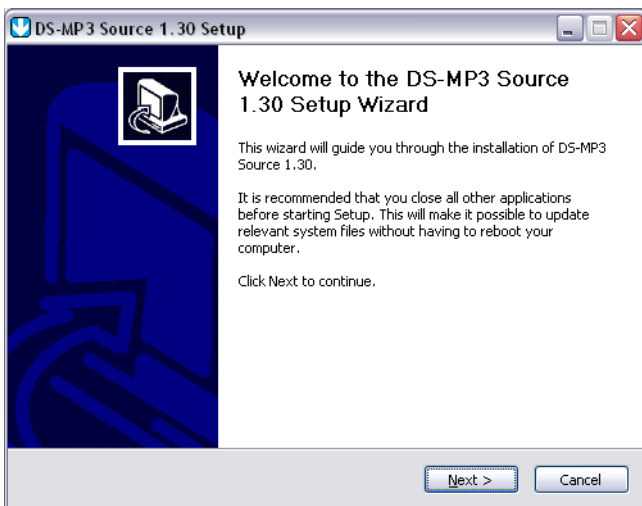 DS-MP3 Source 1.30 Setup
Welcome to the DS-MP3 Source
1.30 Setup Wizard
This wizard will guide you through the installation of DS-MP3
Source 1.30.
It is recommended that you close all other applications
before starting Setup. This will make it possible to update
relevant system files without having to reboot your
computer.
Click Next to continue.
Next >
Cancel